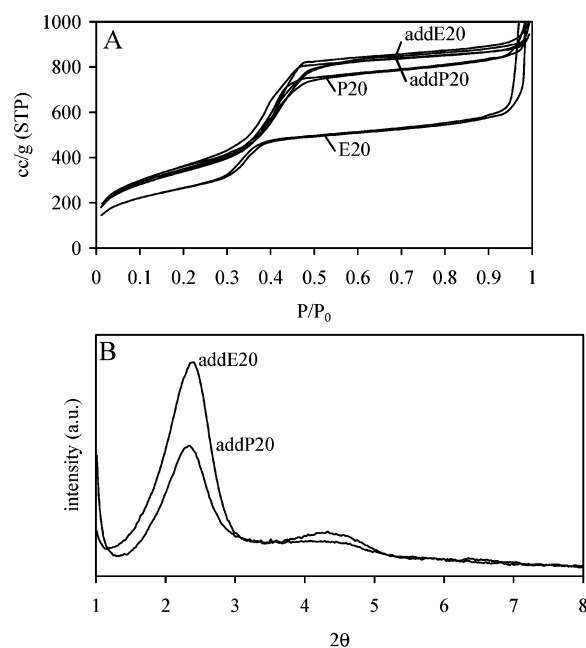 A
1000
800
600
400
200
0
cc/g (STP)
addE20
addP20
P20
E20
0 0.1 0.2 0.3 0.4 0.5 0.6 0.7 0.8 0.9 1
P/P₀
B
addE20
addP20
intensity (a.u.)
1 2 3 4 5 6 7 8
2θ